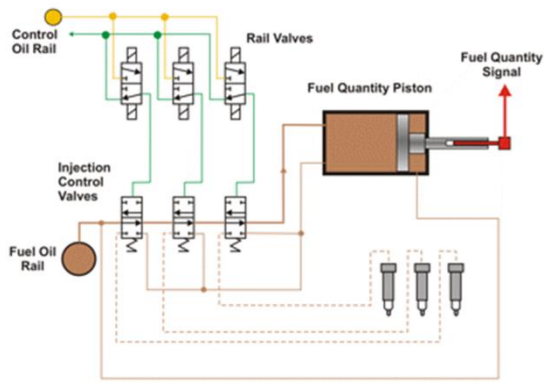 Control
Oil Rail
Rail Valves
Fuel Quantity
Signal
Fuel Quantity Piston
Injection
Control
Valves
Fuel Oil
Rail